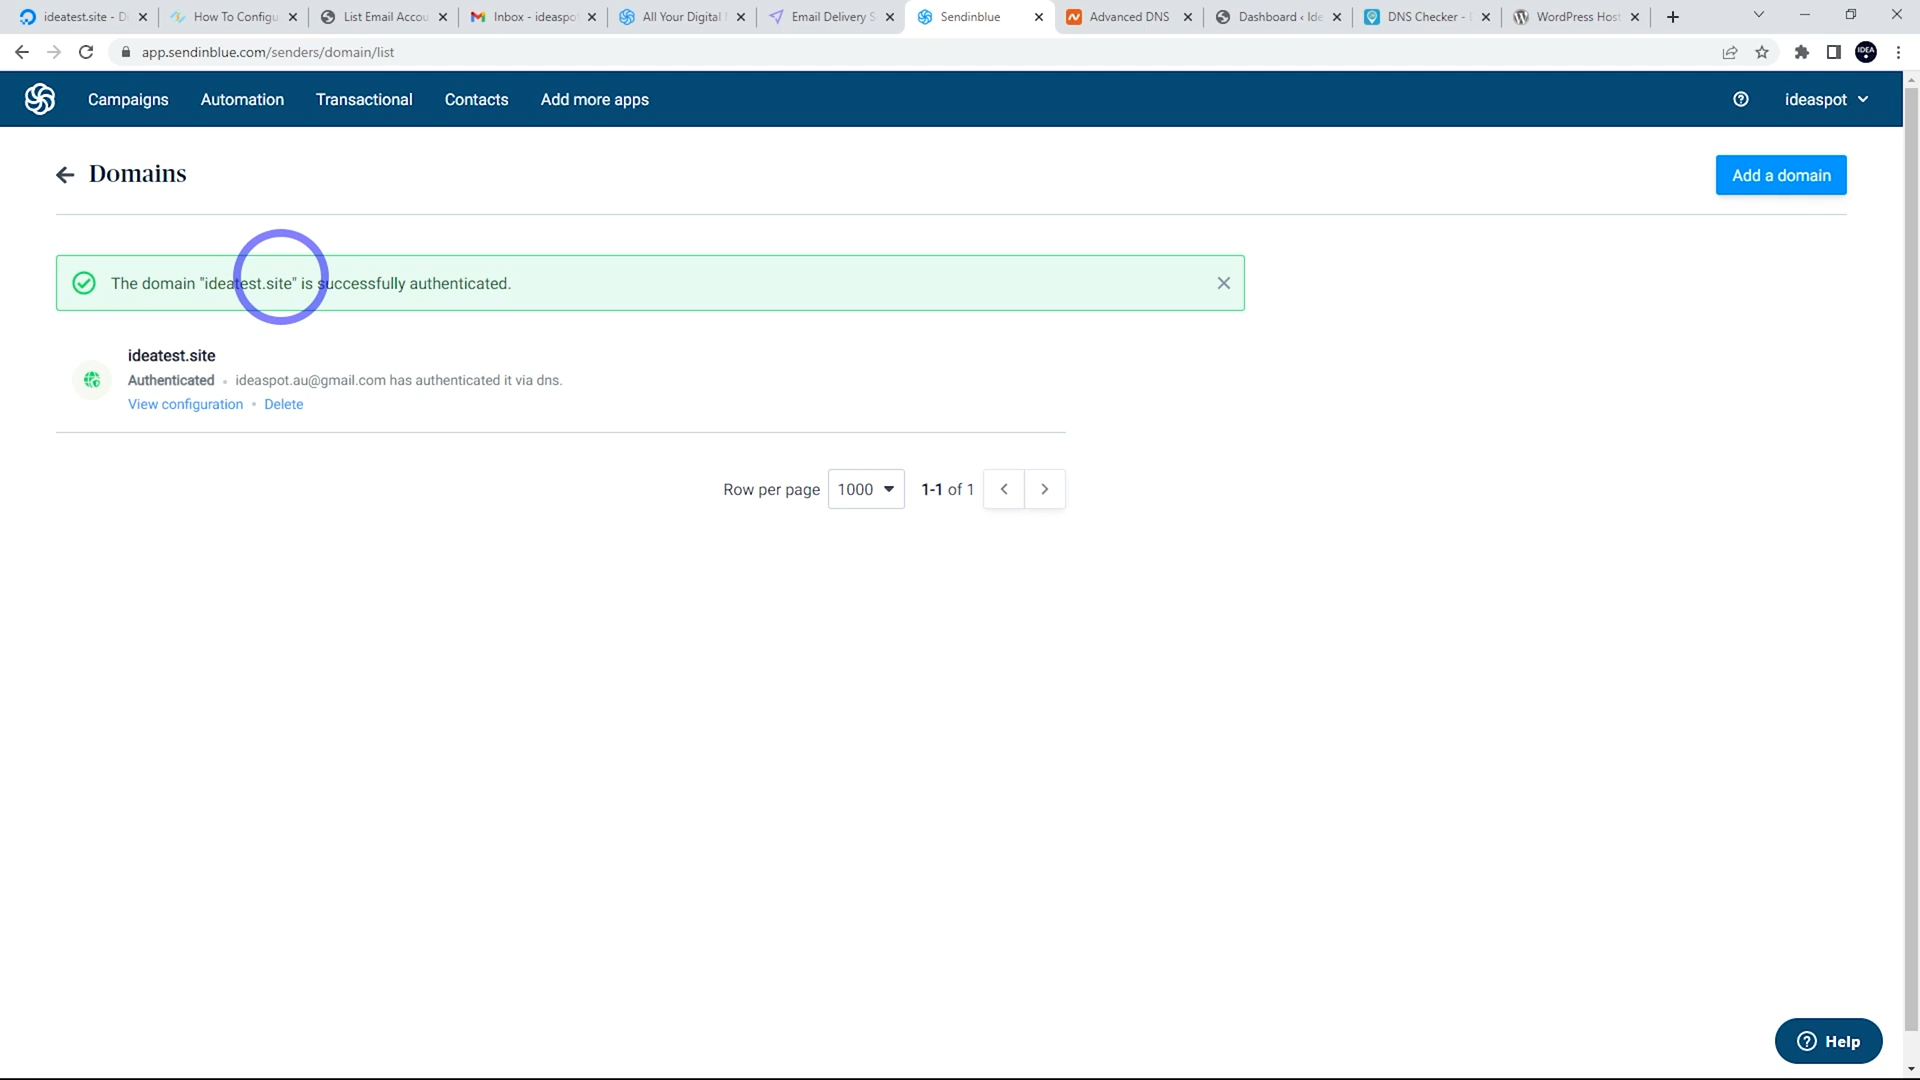 ideatest.site - D
How To Configu
List Email Accou
Inbox - ideaspo
All Your Digital
Email Delivery S
Sendinblue
Advanced DNS
Dashboard ‹ Ide
DNS Checker -
WordPress Host
app.sendinblue.com/senders/domain/list
IDEA
Campaigns
Automation
Transactional
Contacts
Add more apps
ideaspot
Domains
Add a domain
The domain "ideatest.site" is successfully authenticated.
ideatest.site
Authenticated • ideaspot.au@gmail.com has authenticated it via dns.
View configuration • Delete
Row per page 1000 1-1 of 1
Help